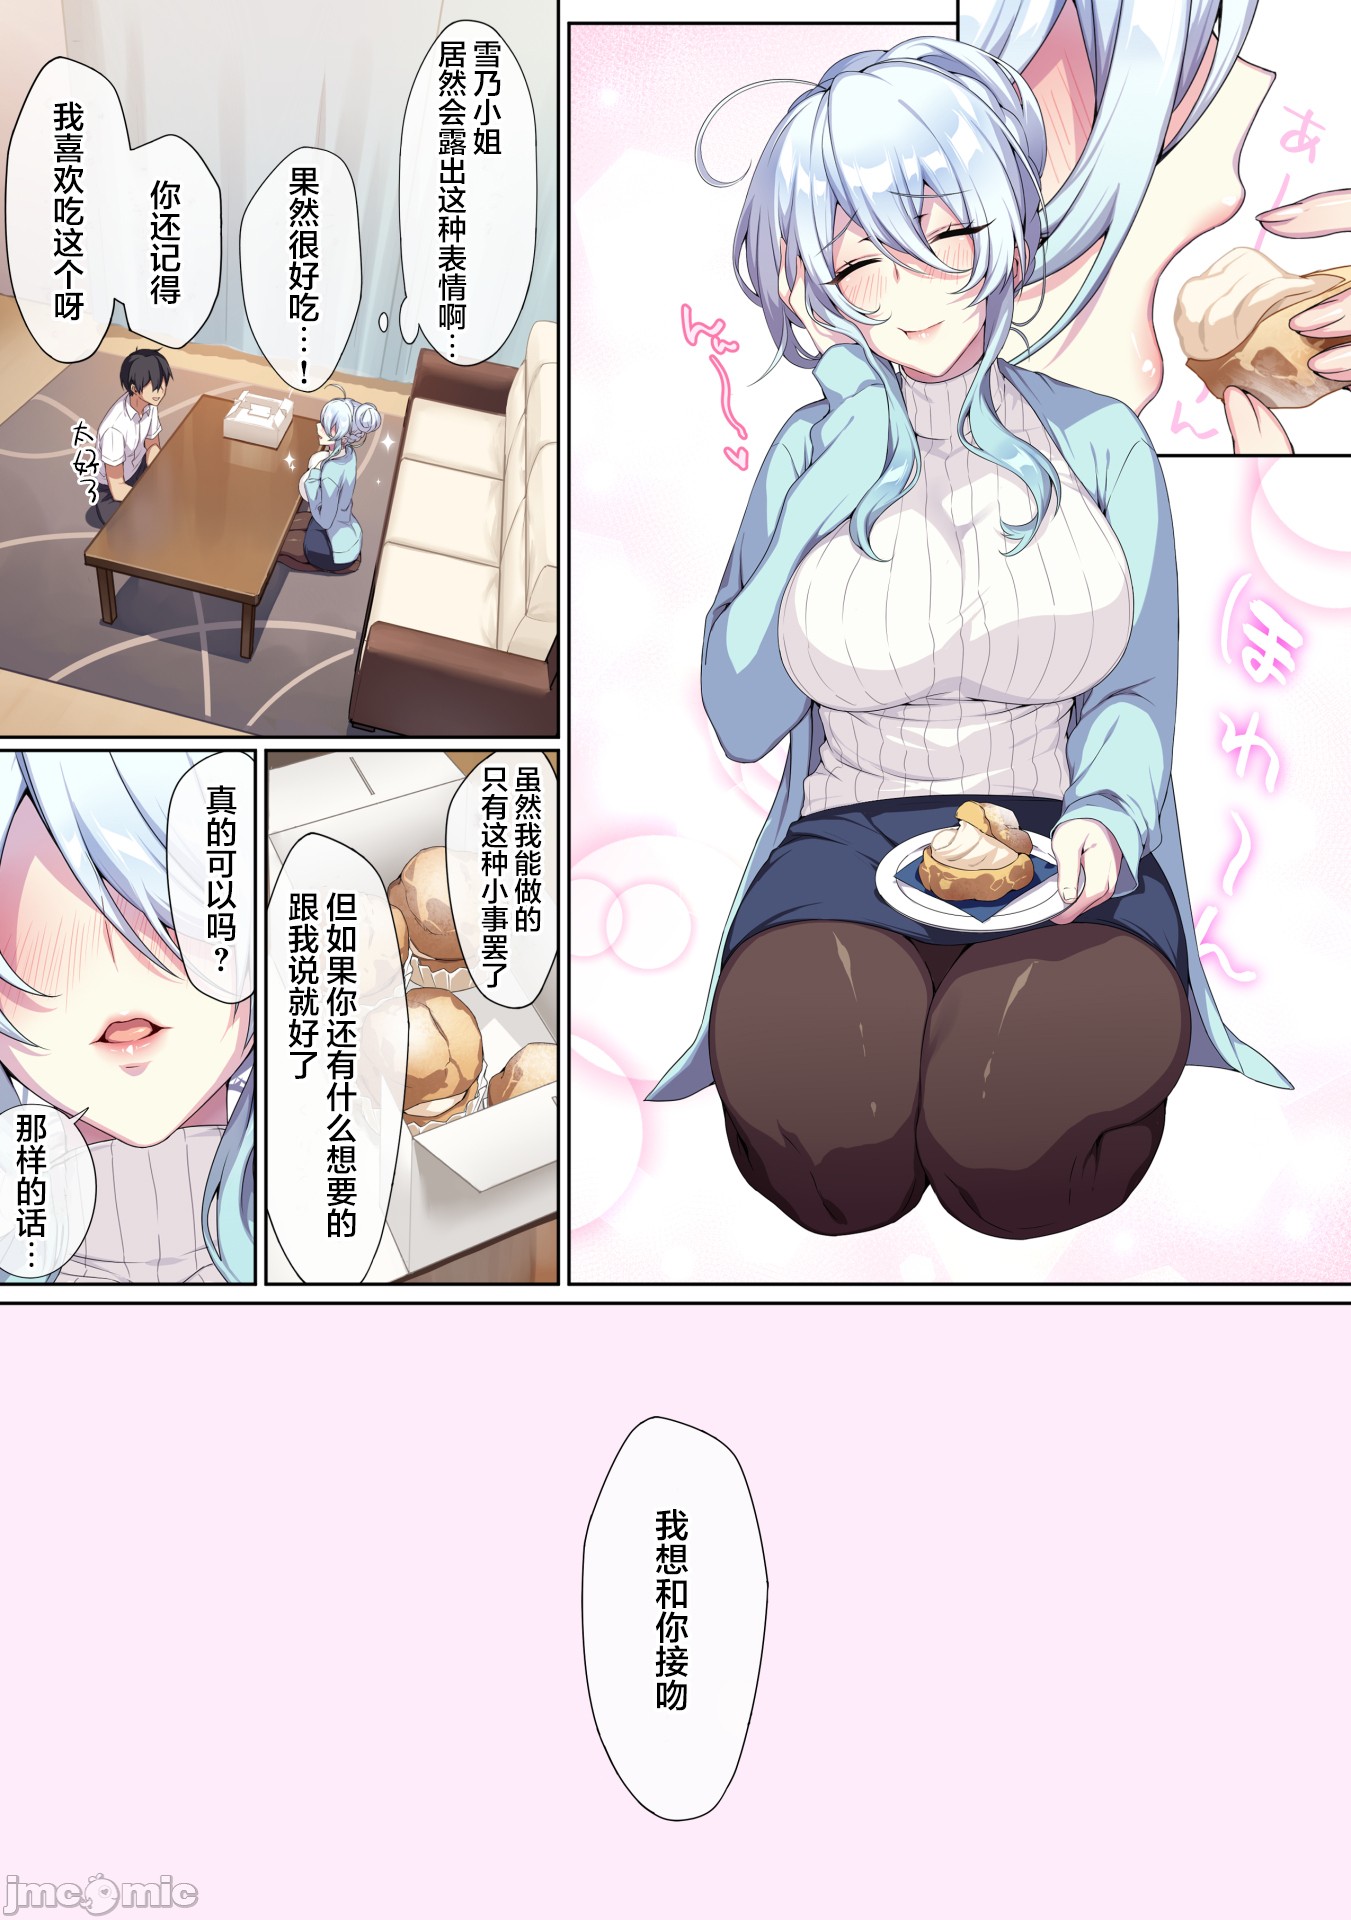 あ
ん
んぅ〜♡
ほわ〜ん
雪乃小姐
居然会露出这种表情啊…
果然很好吃…！
你还记得
我喜欢吃这个呀
太好了
虽然我能做的
只有这种小事罢了
但如果你还有什么想要的
跟我说就好了
真的可以吗？
那样的话…
我想和你接吻
jmcomic